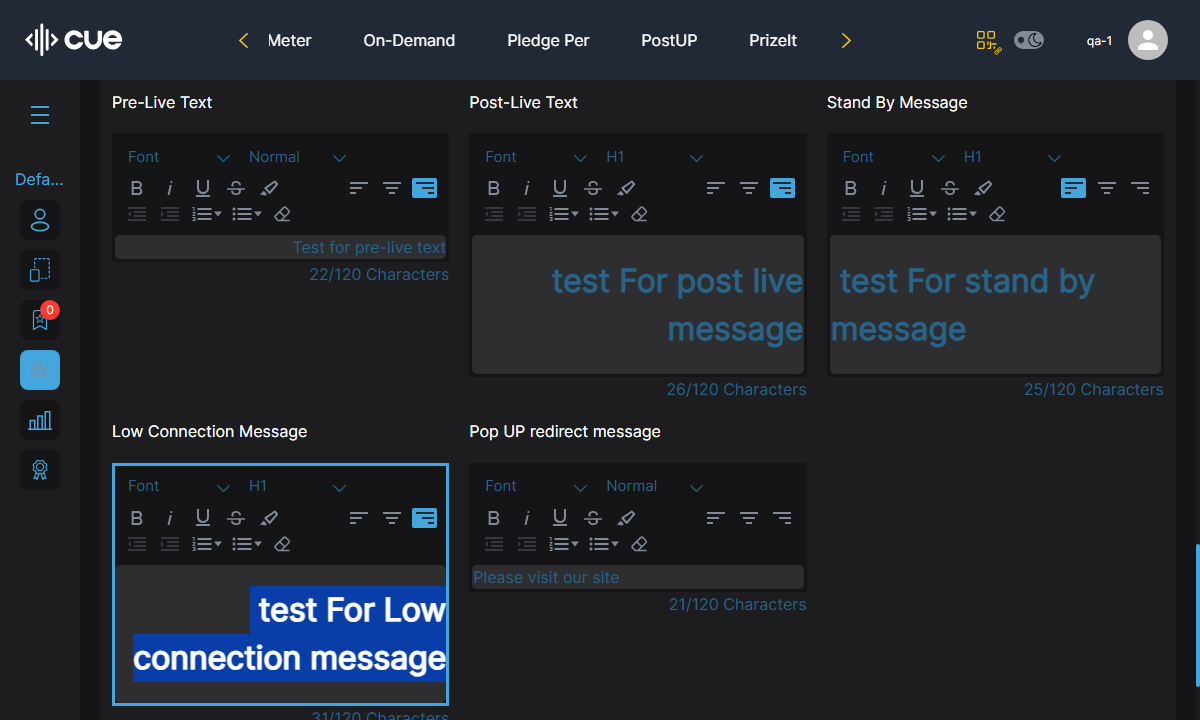 cue
Meter
On-Demand
Pledge Per
PostUP
PrizeIt
qa-1
Defa...
0
Pre-Live Text
Post-Live Text
Stand By Message
Font
Normal
Font
H1
Font
H1
B i U S
B i U S
B i U S
Test for pre-live text
22/120 Characters
test For post live
message
26/120 Characters
test For stand by
message
25/120 Characters
Low Connection Message
Pop UP redirect message
Font
H1
Font
Normal
B i U S
B i U S
test For Low
connection message
31/120 Characters
Please visit our site
21/120 Characters